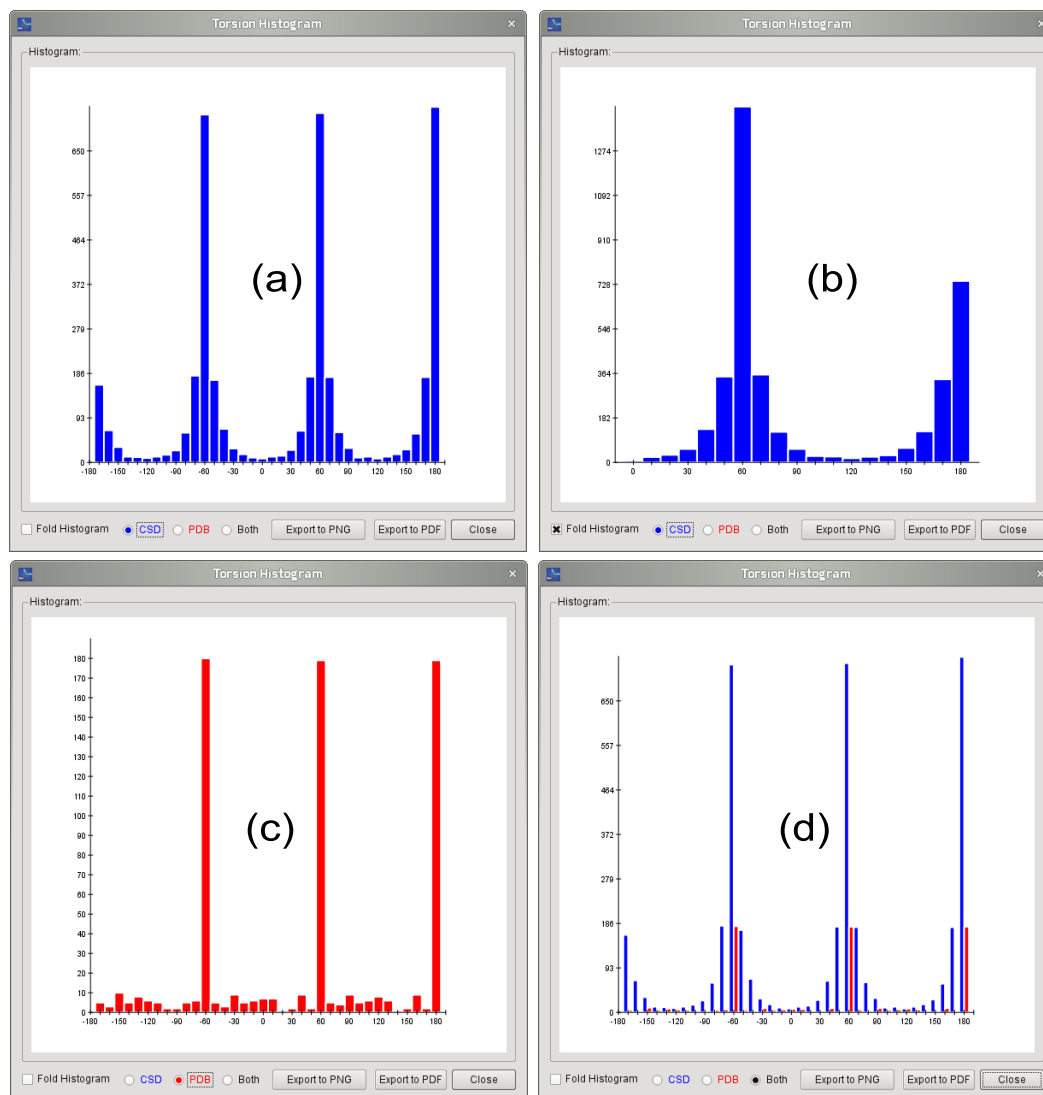 Torsion Histogram ×
Histogram:
650
557
464
372
279
186
93
0
-180 -150 -120 -90 -60 -30 0 30 60 90 120 150 180
(a)
Fold Histogram CSD PDB Both Export to PNG Export to PDF Close
Torsion Histogram ×
Histogram:
1274
1092
910
728
546
364
182
0
0 30 60 90 120 150 180
(b)
Fold Histogram CSD PDB Both Export to PNG Export to PDF Close
Torsion Histogram ×
Histogram:
180
170
160
150
140
130
120
110
100
90
80
70
60
50
40
30
20
10
0
-180 -150 -120 -90 -60 -30 0 30 60 90 120 150 180
(c)
Fold Histogram CSD PDB Both Export to PNG Export to PDF Close
Torsion Histogram ×
Histogram:
650
557
464
372
279
186
93
0
-180 -150 -120 -90 -60 -30 0 30 60 90 120 150 180
(d)
Fold Histogram CSD PDB Both Export to PNG Export to PDF Close